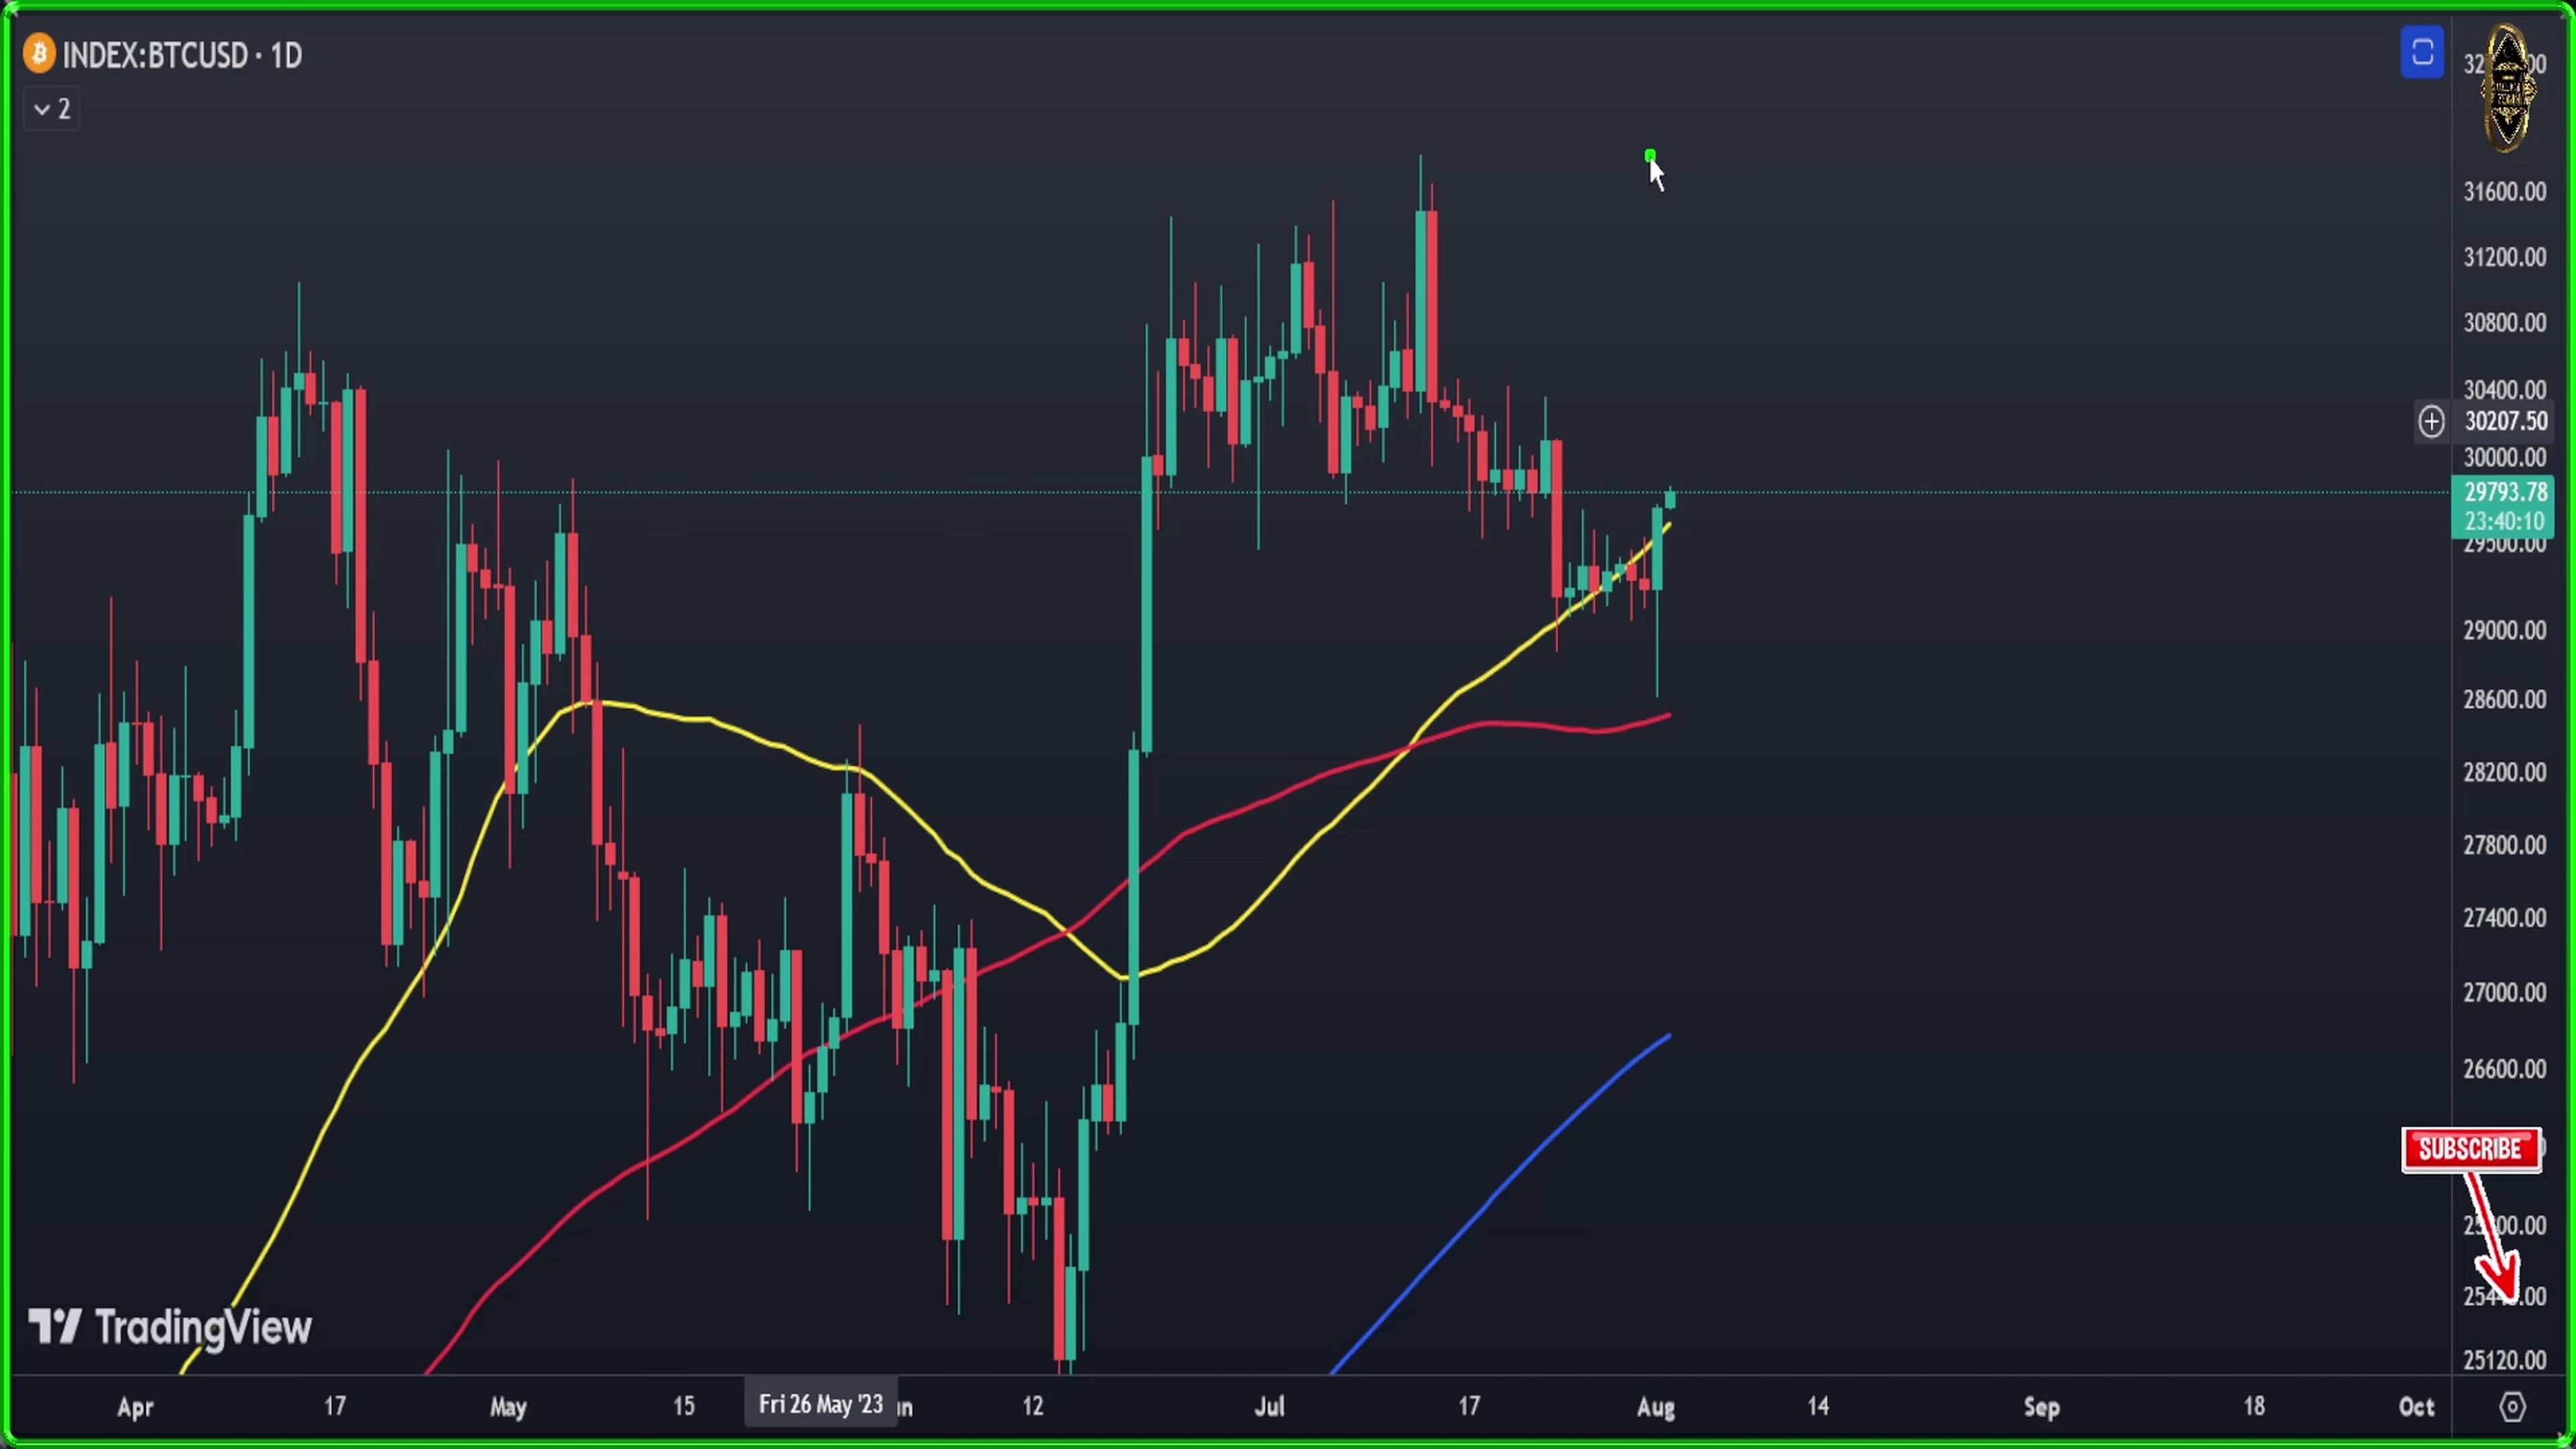 INDEX:BTCUSD · 1D
2
31600.00
31200.00
30800.00
30400.00
30207.50
30000.00
29793.78
23:40:10
29500.00
29000.00
28600.00
28200.00
27800.00
27400.00
27000.00
26600.00
SUBSCRIBE
25120.00
TradingView
Apr
17
May
15
Fri 26 May '23
12
Jul
17
Aug
14
Sep
18
Oct